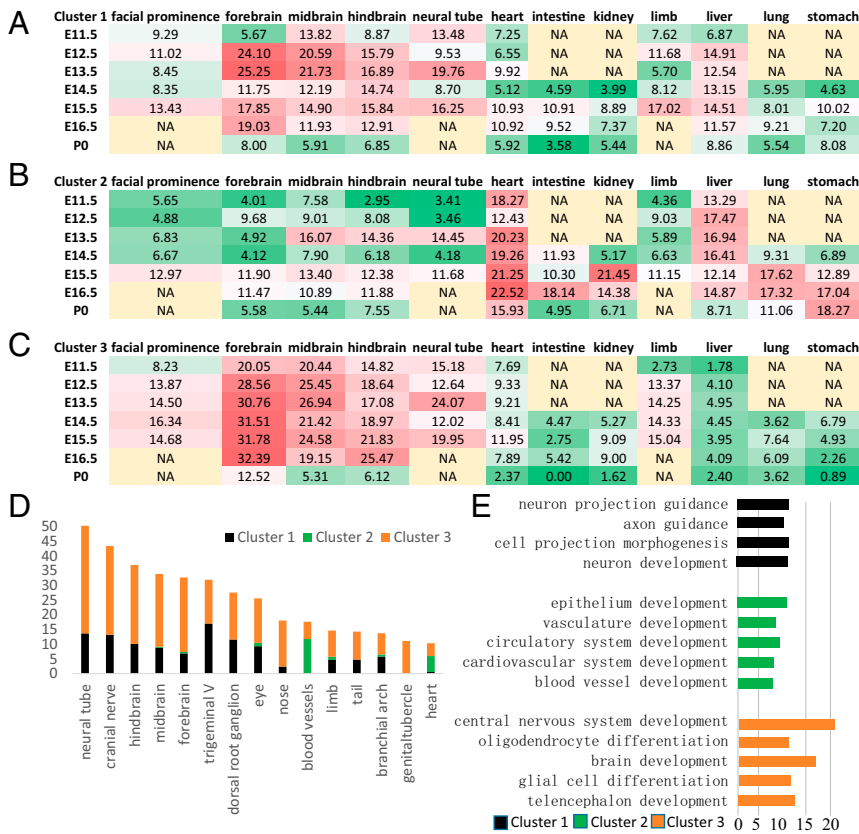 A
Cluster 1 facial prominence forebrain midbrain hindbrain neural tube heart intestine kidney limb liver lung stomach
E11.5 9.29 5.67 13.82 8.87 13.48 7.25 NA NA 7.62 6.87 NA NA
E12.5 11.02 24.10 20.59 15.79 9.53 6.55 NA NA 11.68 14.91 NA NA
E13.5 8.45 25.25 21.73 16.89 19.76 9.92 NA NA 5.70 12.54 NA NA
E14.5 8.35 11.75 12.19 14.74 8.70 5.12 4.59 3.99 8.12 13.15 5.95 4.63
E15.5 13.43 17.85 14.90 15.84 16.25 10.93 10.91 8.89 17.02 14.51 8.01 10.02
E16.5 NA 19.03 11.93 12.91 NA 10.92 9.52 7.37 NA 11.57 9.21 7.20
P0 NA 8.00 5.91 6.85 NA 5.92 3.58 5.44 NA 8.86 5.54 8.08
B
Cluster 2 facial prominence forebrain midbrain hindbrain neural tube heart intestine kidney limb liver lung stomach
E11.5 5.65 4.01 7.58 2.95 3.41 18.27 NA NA 4.36 13.29 NA NA
E12.5 4.88 9.68 9.01 8.08 3.46 12.43 NA NA 9.03 17.47 NA NA
E13.5 6.83 4.92 16.07 14.36 14.45 20.23 NA NA 5.89 16.94 NA NA
E14.5 6.67 4.12 7.90 6.18 4.18 19.26 11.93 5.17 6.63 16.41 9.31 6.89
E15.5 12.97 11.90 13.40 12.38 11.68 21.25 10.30 21.45 11.15 12.14 17.62 12.89
E16.5 NA 11.47 10.89 11.88 NA 22.52 18.14 14.38 NA 14.87 17.32 17.04
P0 NA 5.58 5.44 7.55 NA 15.93 4.95 6.71 NA 8.71 11.06 18.27
C
Cluster 3 facial prominence forebrain midbrain hindbrain neural tube heart intestine kidney limb liver lung stomach
E11.5 8.23 20.05 20.44 14.82 15.18 7.69 NA NA 2.73 1.78 NA NA
E12.5 13.87 28.56 25.45 18.64 12.64 9.33 NA NA 13.37 4.10 NA NA
E13.5 14.50 30.76 26.94 17.08 24.07 9.21 NA NA 14.25 4.95 NA NA
E14.5 16.34 31.51 21.42 18.97 12.02 8.41 4.47 5.27 14.33 4.45 3.62 6.79
E15.5 14.68 31.78 24.58 21.83 19.95 11.95 2.75 9.09 15.04 3.95 7.64 4.93
E16.5 NA 32.39 19.15 25.47 NA 7.89 5.42 9.00 NA 4.09 6.09 2.26
P0 NA 12.52 5.31 6.12 NA 2.37 0.00 1.62 NA 2.40 3.62 0.89
D
50
45
40
35
30
25
20
15
10
5
0
Cluster 1 Cluster 2 Cluster 3
neural tube
cranial nerve
hindbrain
midbrain
forebrain
trigeminal V
dorsal root ganglion
eye
nose
blood vessels
limb
tail
branchial arch
genitaltubercle
heart
E
neuron projection guidance
axon guidance
cell projection morphogenesis
neuron development
epithelium development
vasculature development
circulatory system development
cardiovascular system development
blood vessel development
central nervous system development
oligodendrocyte differentiation
brain development
glial cell differentiation
telencephalon development
0 5 10 15 20
Cluster 1 Cluster 2 Cluster 3